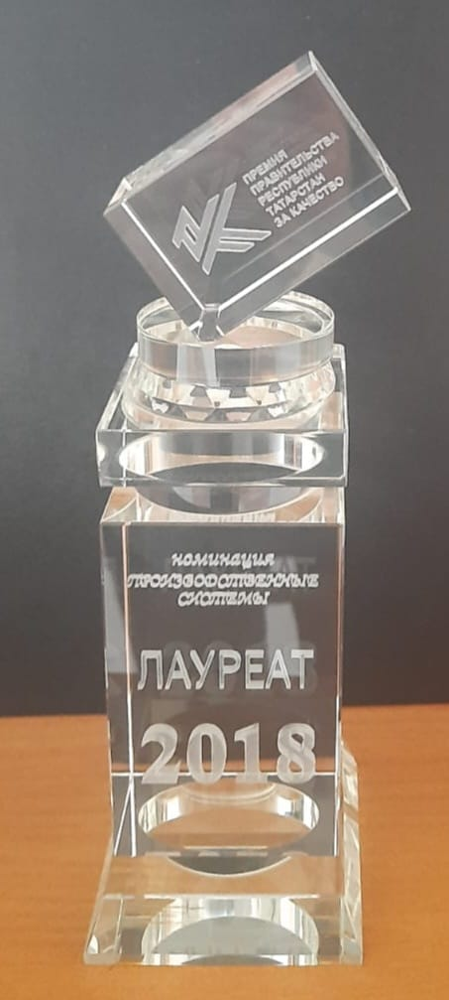 ПРЕМИЯ
ПРАВИТЕЛЬСТВА
РЕСПУБЛИКИ
ТАТАРСТАН
ЗА КАЧЕСТВО
номинация
ПРОИЗВОДСТВЕННЫЕ
СИСТЕМЫ
ЛАУРЕАТ
2018